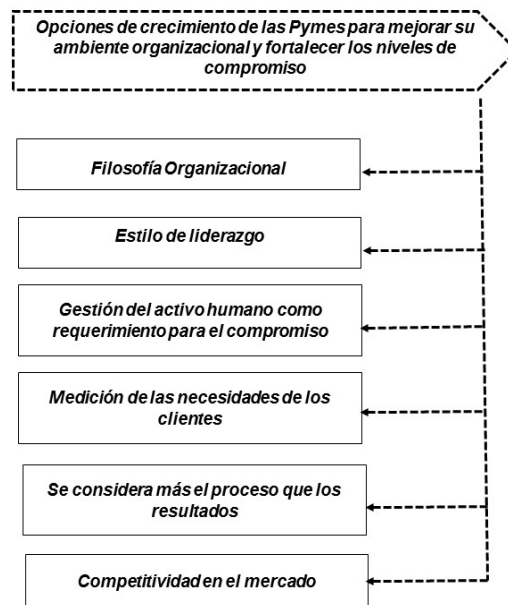 Opciones de crecimiento de las Pymes para mejorar su
ambiente organizacional y fortalecer los niveles de
compromiso
Filosofía Organizacional
Estilo de liderazgo
Gestión del activo humano como
requerimiento para el compromiso
Medición de las necesidades de los
clientes
Se considera más el proceso que los
resultados
Competitividad en el mercado